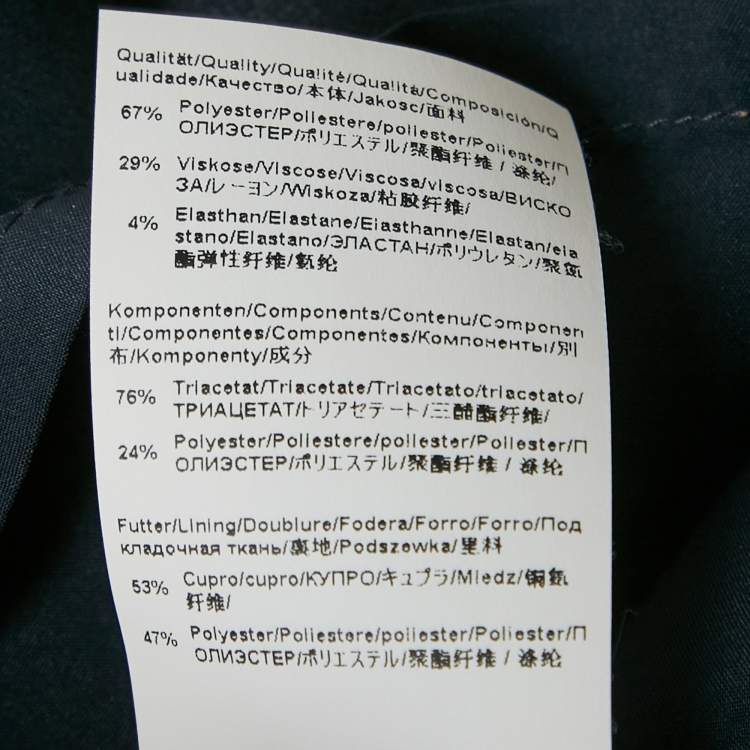 Qualität/Quality/Qualité/Qualità/Composición/Q
ualidade/Качество/本体/Jakosc/面料
67% Polyester/Poliestere/poliester/Poliester/П
ОЛИЭСТЕР/ポリエステル/聚酯纤维 / 涤纶/
29% Viskose/Viscose/Viscosa/viscosa/ВИСКО
ЗА/レーヨン/Wiskoza/粘胶纤维/
4% Elasthan/Elastane/Elasthanne/Elastan/ela
stano/Elastano/ЭЛАСТАН/ポリウレタン/聚氨
酯弹性纤维/氨纶
Komponenten/Components/Contenu/Componen
ti/Componentes/Componentes/Компоненты/別
布/Komponenty/成分
76% Triacetat/Triacetate/Triacetato/triacetato/
ТРИАЦЕТАТ/トリアセテート/三醋酯纤维/
24% Polyester/Poliestere/poliester/Poliester/П
ОЛИЭСТЕР/ポリエステル/聚酯纤维 / 涤纶
Futter/Lining/Doublure/Fodera/Forro/Forro/Под
кладочная ткань/裏地/Podszewka/里料
53% Cupro/cupro/КУПРО/キュプラ/Miedz/铜氨
纤维/
47% Polyester/Poliestere/poliester/Poliester/П
ОЛИЭСТЕР/ポリエステル/聚酯纤维 / 涤纶